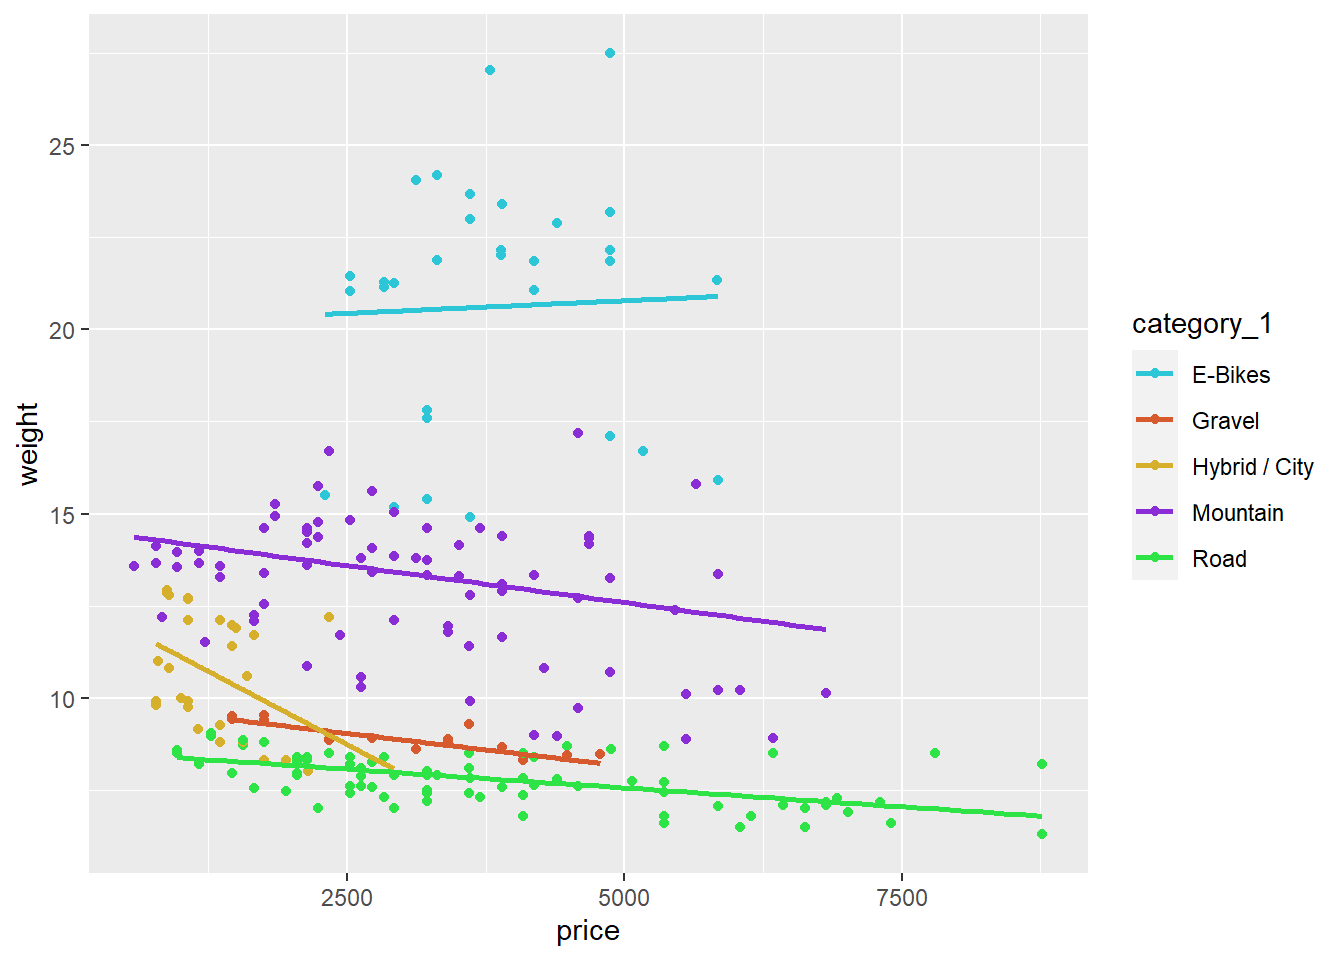 25
20
15
10
weight
2500
5000
7500
price
category_1
E-Bikes
Gravel
Hybrid / City
Mountain
Road